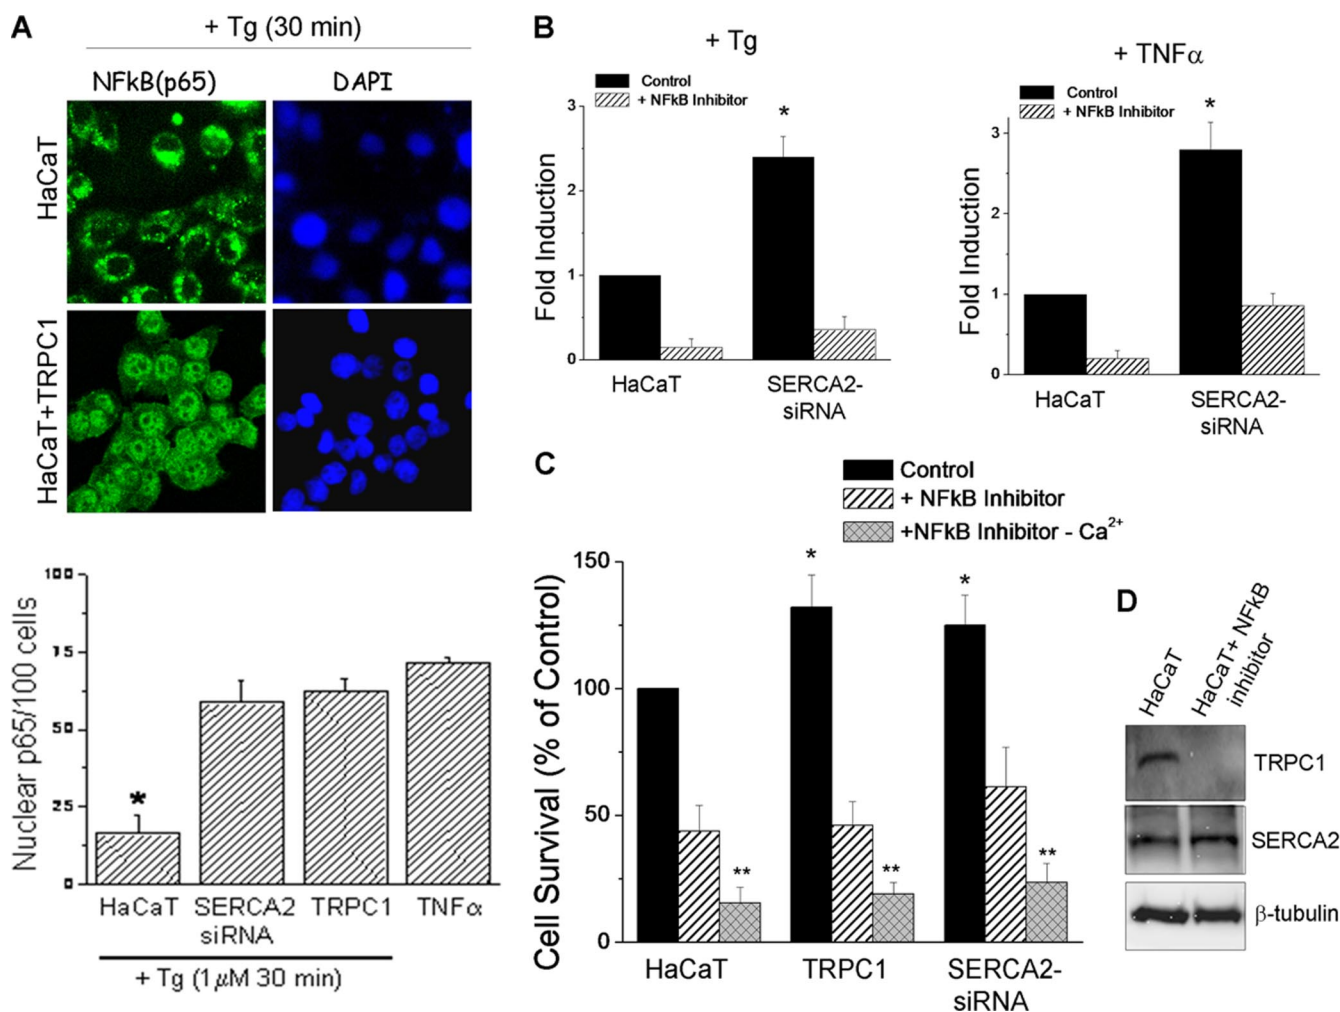 A
+ Tg (30 min)
NFkB(p65)
DAPI
HaCaT
HaCaT+TRPC1
Nuclear p65/100 cells
100
75
50
25
0
HaCaT
SERCA2
siRNA
TRPC1
TNFα
+ Tg (1 μM 30 min)
*
B
+ Tg
Control
+ NFkB Inhibitor
Fold Induction
3
2
1
0
*
HaCaT
SERCA2-
siRNA
+ TNFα
Control
+ NFkB Inhibitor
Fold Induction
3
2
1
0
*
HaCaT
SERCA2-
siRNA
C
Control
+ NFkB Inhibitor
+NFkB Inhibitor - Ca²⁺
Cell Survival (% of Control)
150
100
50
0
*
*
**
**
**
HaCaT
TRPC1
SERCA2-
siRNA
D
HaCaT
HaCaT+ NFkB
inhibitor
TRPC1
SERCA2
β-tubulin